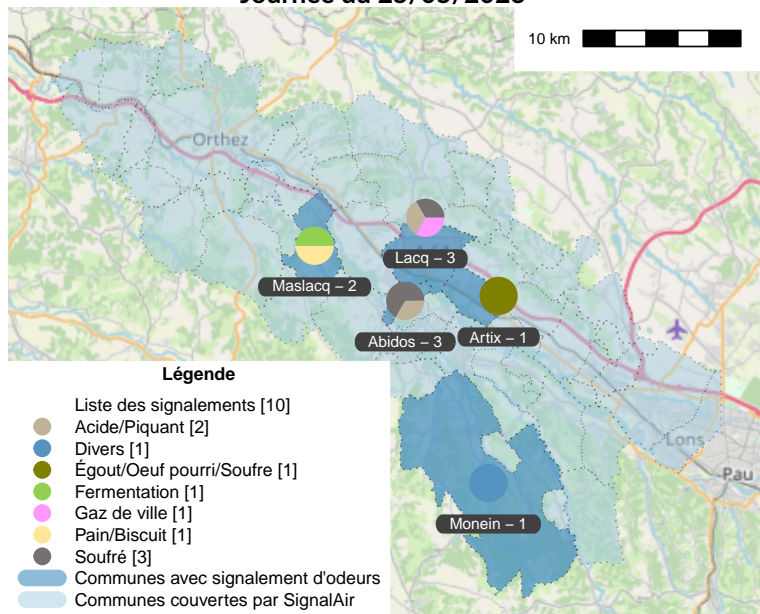 10 km
Orthez
Lacq – 3
Maslacq – 2
Abidos – 3
Artix – 1
Légende
Liste des signalements [10]
Acide/Piquant [2]
Divers [1]
Égout/Oeuf pourri/Soufre [1]
Fermentation [1]
Gaz de ville [1]
Pain/Biscuit [1]
Soufré [3]
Communes avec signalement d'odeurs
Communes couvertes par SignalAir
Lons
Pau
Monein – 1